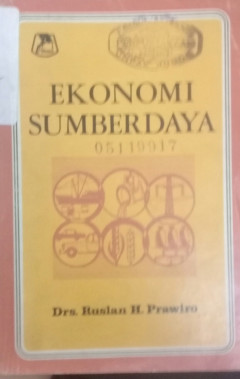 EKONOMI
SUMBERDAYA
05119917
Drs. Ruslan H. Prawiro